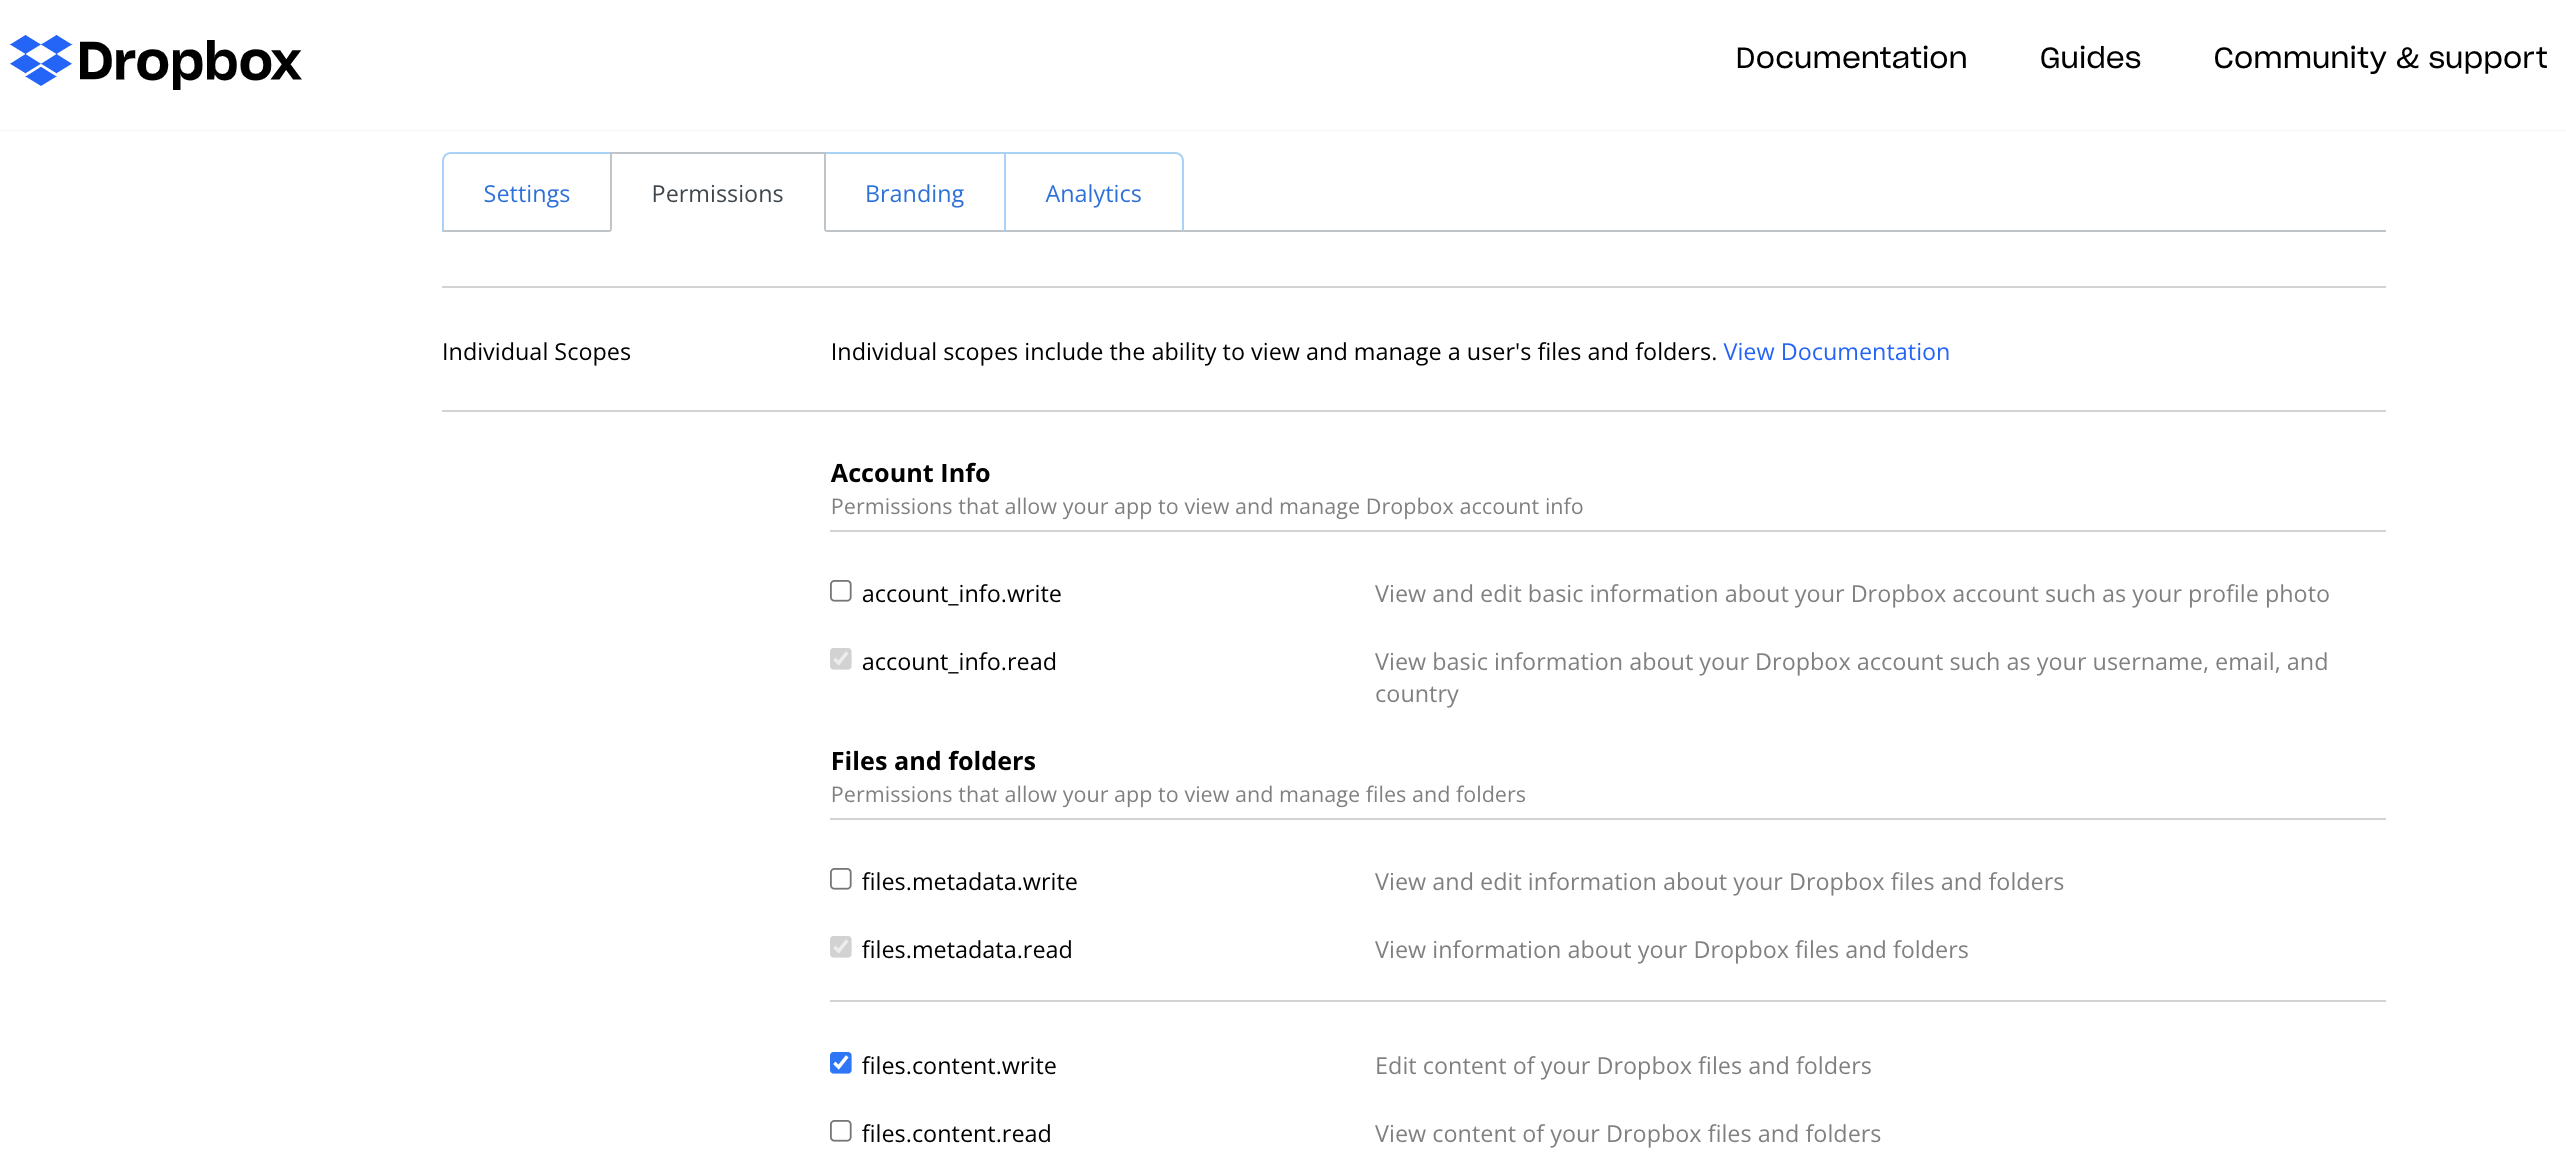 Dropbox
Documentation
Guides
Community & support
Settings
Permissions
Branding
Analytics
Individual Scopes
Individual scopes include the ability to view and manage a user's files and folders. View Documentation
Account Info
Permissions that allow your app to view and manage Dropbox account info
account_info.write
View and edit basic information about your Dropbox account such as your profile photo
account_info.read
View basic information about your Dropbox account such as your username, email, and
country
Files and folders
Permissions that allow your app to view and manage files and folders
files.metadata.write
View and edit information about your Dropbox files and folders
files.metadata.read
View information about your Dropbox files and folders
files.content.write
Edit content of your Dropbox files and folders
files.content.read
View content of your Dropbox files and folders